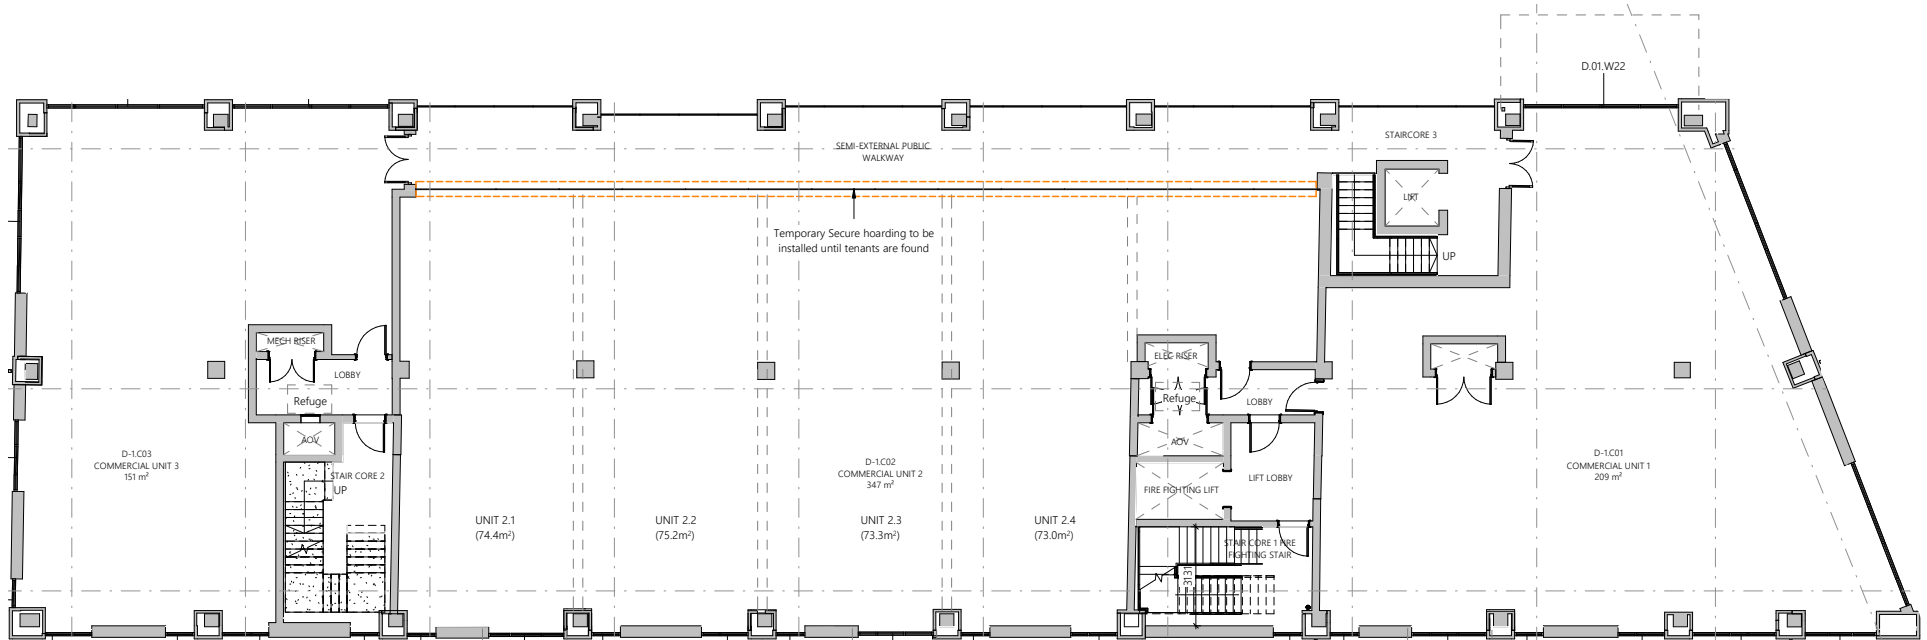 D.01.W22
STAIRCORE 3
SEMI-EXTERNAL PUBLIC
WALKWAY
LIFT
Temporary Secure hoarding to be
installed until tenants are found
UP
MECH RISER
LOBBY
Refuge
AOV
STAIR CORE 2
UP
ELEC RISER
Refuge
LOBBY
AOV
FIRE FIGHTING LIFT
LIFT LOBBY
D-1.C03
COMMERCIAL UNIT 3
151 m²
D-1.C02
COMMERCIAL UNIT 2
347 m²
D-1.C01
COMMERCIAL UNIT 1
209 m²
UNIT 2.1
(74.4m²)
UNIT 2.2
(75.2m²)
UNIT 2.3
(73.3m²)
UNIT 2.4
(73.0m²)
STAIR CORE 1 FIRE
FIGHTING STAIR
3131